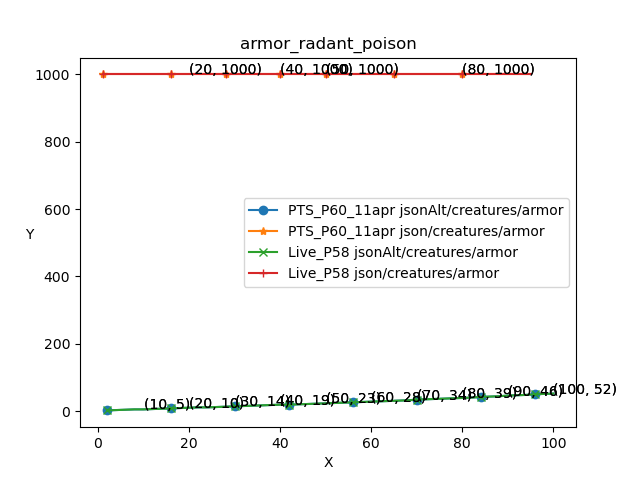 armor_radant_poison
1000
800
600
400
200
0
Y
(20, 1000)
(40, 1000)
(50, 1000)
(80, 1000)
PTS_P60_11apr jsonAlt/creatures/armor
PTS_P60_11apr json/creatures/armor
Live_P58 jsonAlt/creatures/armor
Live_P58 json/creatures/armor
(10, 5)
(20, 10)
(30, 14)
(40, 19)
(50, 23)
(60, 28)
(70, 34)
(80, 39)
(90, 46)
(100, 52)
0 20 40 60 80 100
X